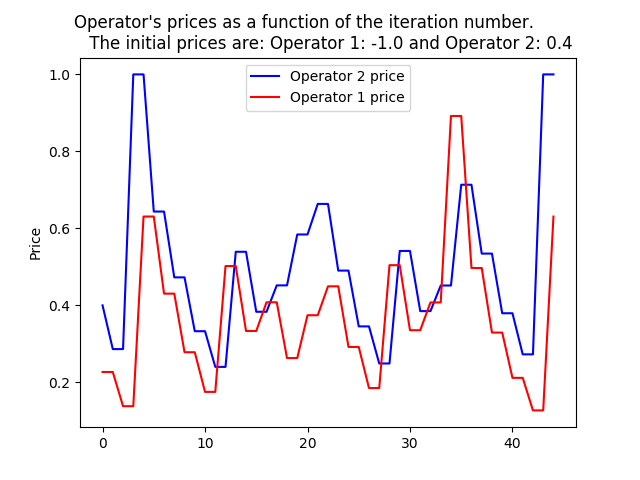 Operator's prices as a function of the iteration number.
The initial prices are: Operator 1: -1.0 and Operator 2: 0.4
Operator 2 price
Operator 1 price
Price
1.0
0.8
0.6
0.4
0.2
0 10 20 30 40